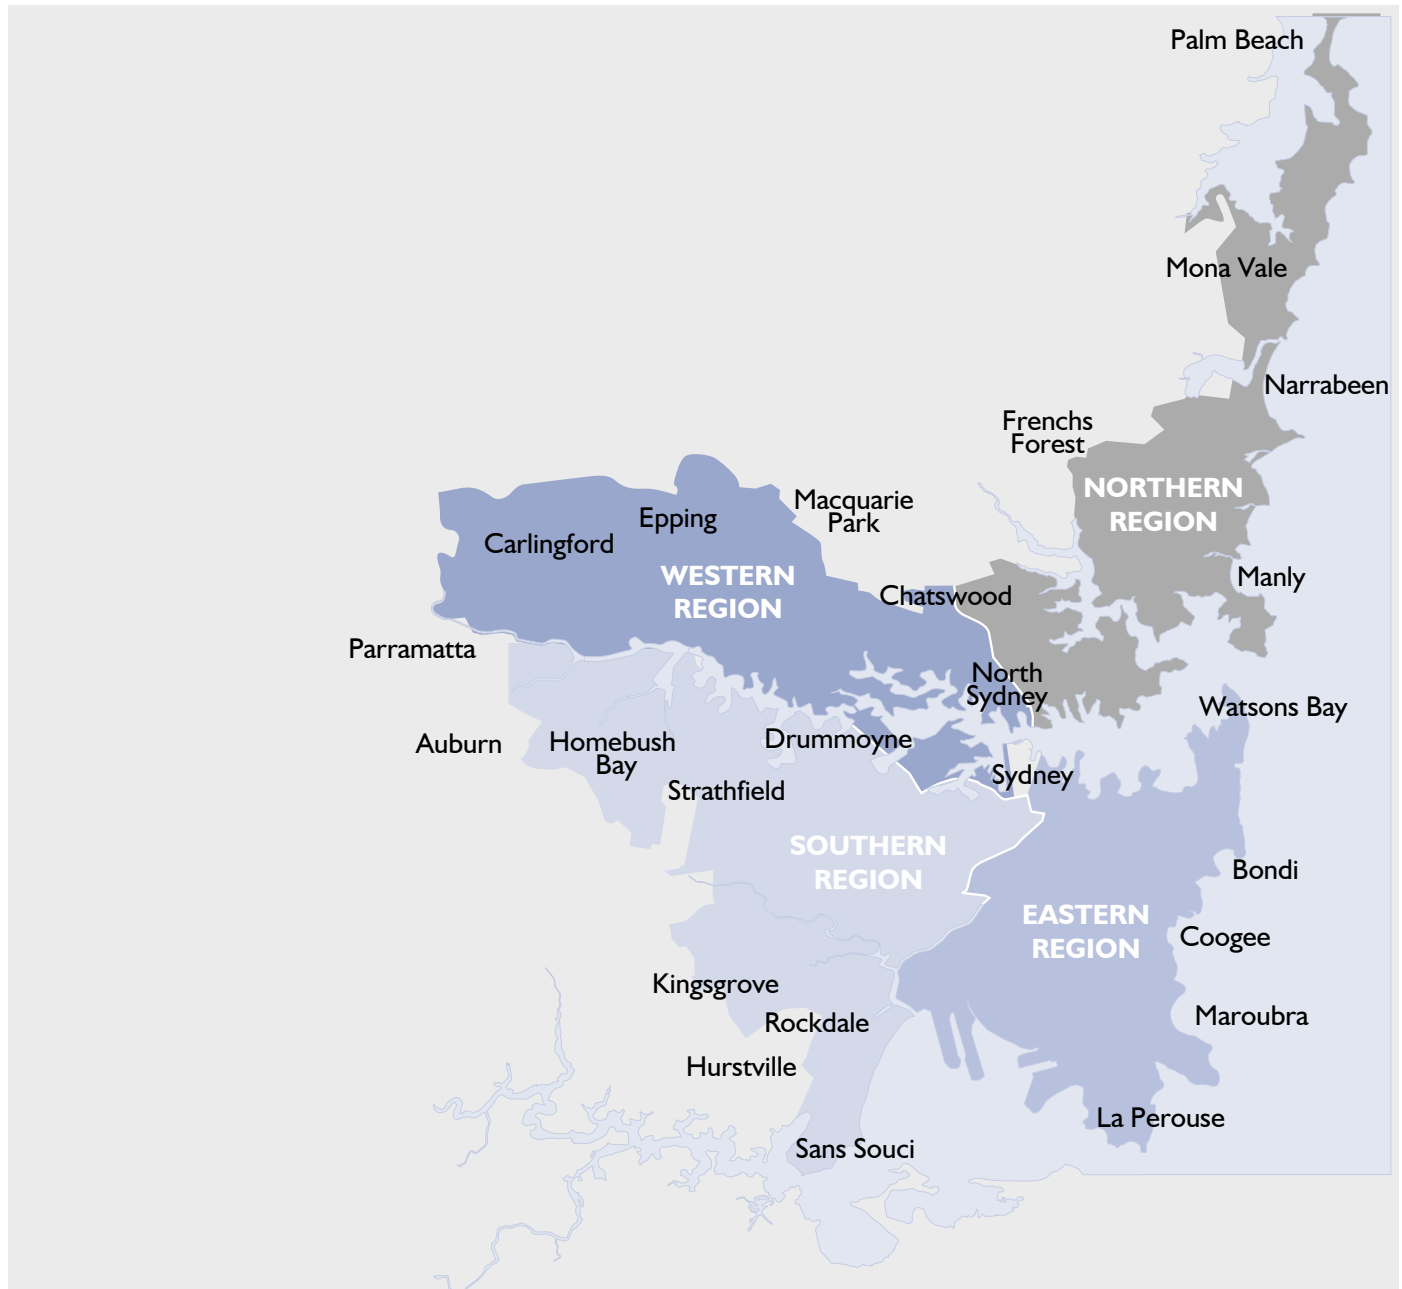 Palm Beach
Mona Vale
Narrabeen
Frenchs
Forest
NORTHERN
REGION
Macquarie
Park
Epping
Carlingford
WESTERN
REGION
Chatswood
Manly
Parramatta
North
Sydney
Watsons Bay
Auburn
Homebush
Bay
Drummoyne
Sydney
Strathfield
SOUTHERN
REGION
Bondi
EASTERN
REGION
Coogee
Kingsgrove
Rockdale
Maroubra
Hurstville
La Perouse
Sans Souci